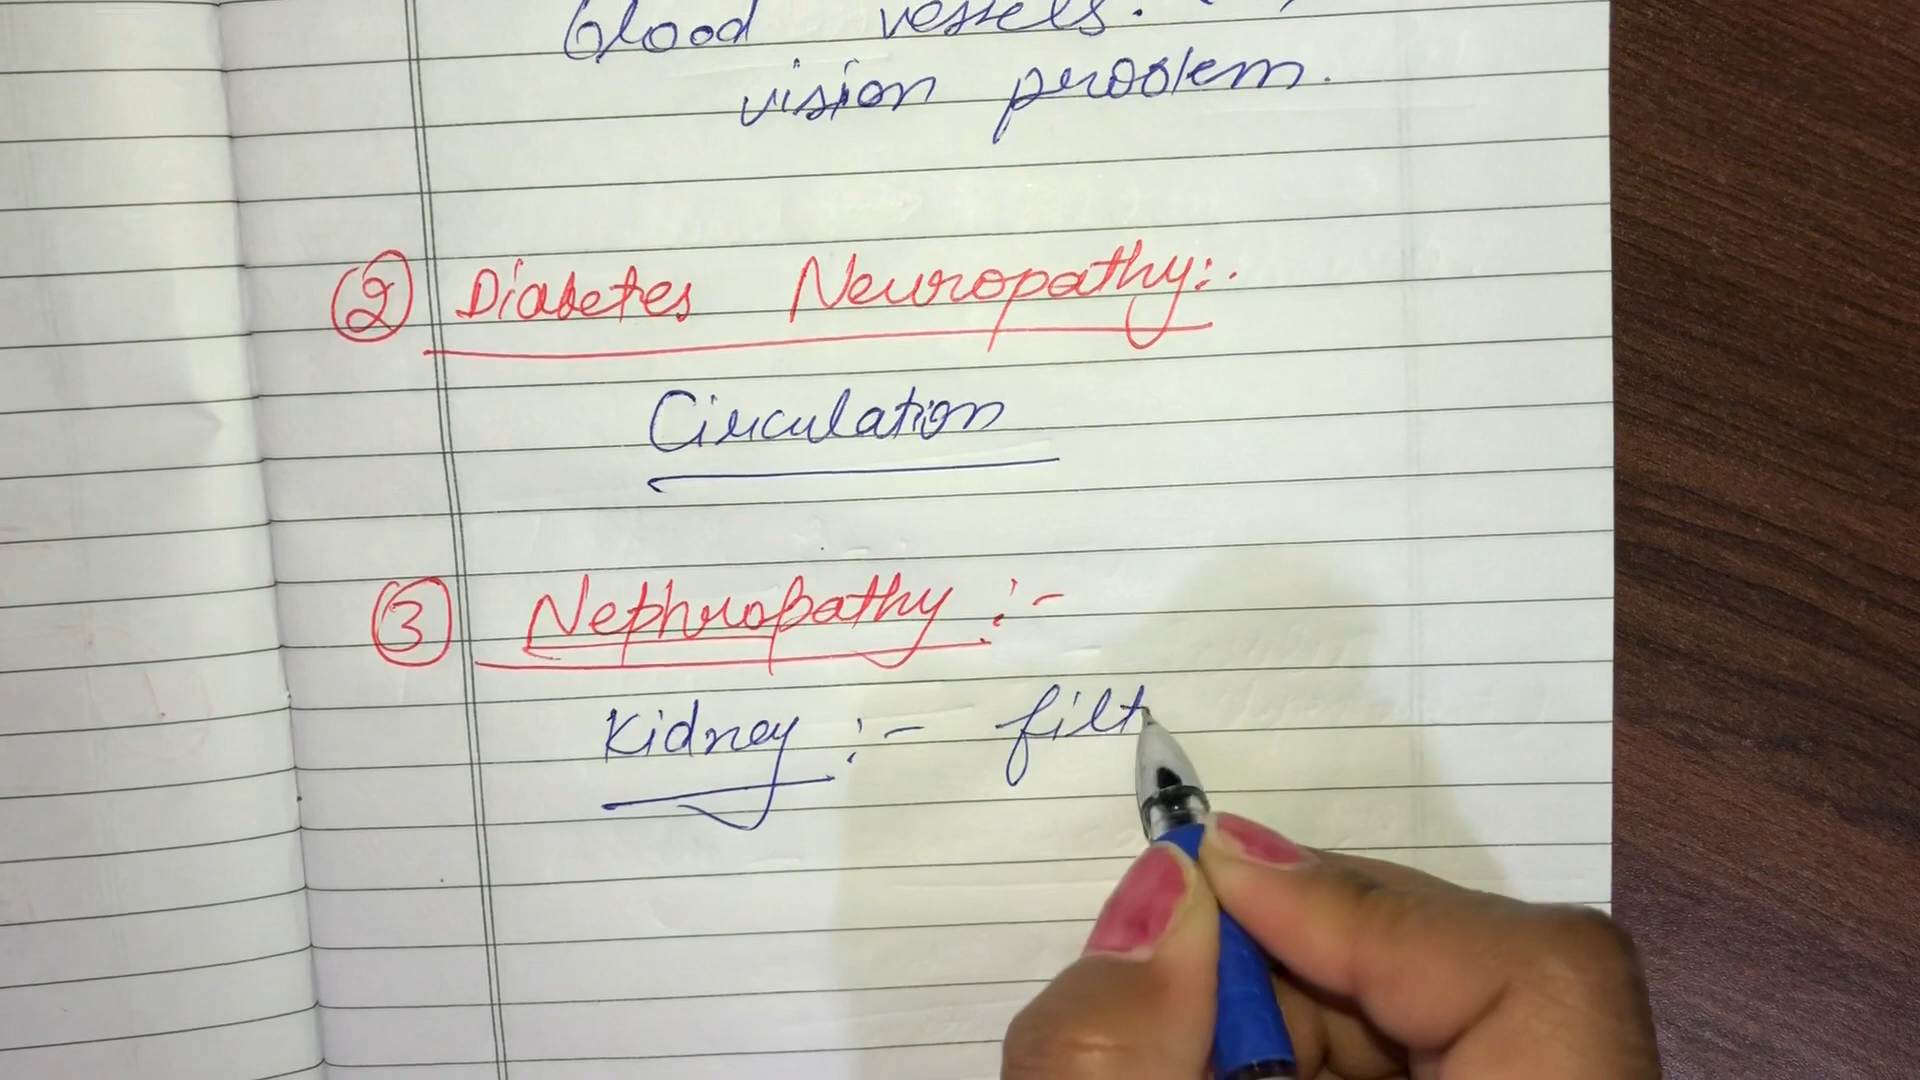 blood vessels.
vision problem.
② Diabetes Neuropathy:.
Circulation
③ Nephropathy :-
Kidney :- filt